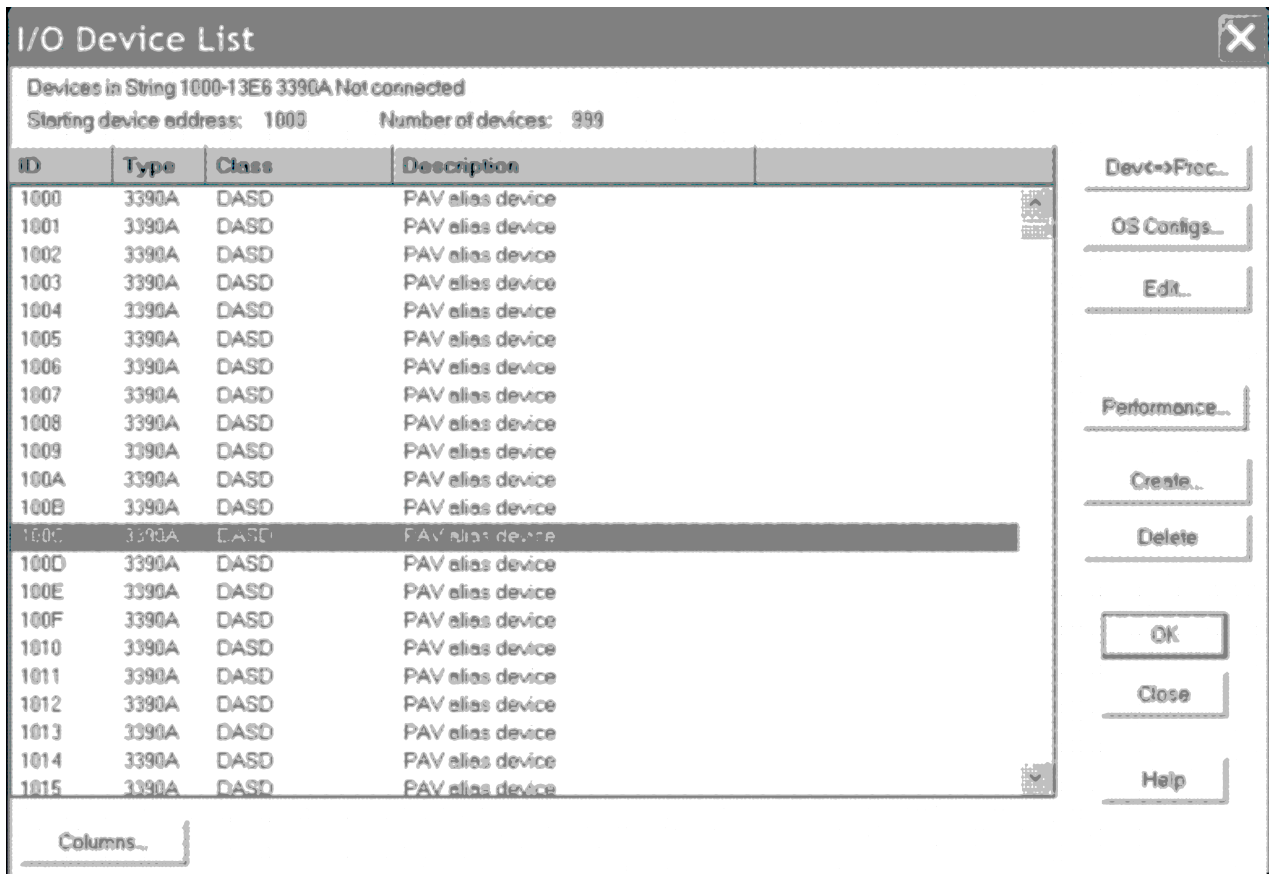 I/O Device List
Devices in String 1000-13E6 3390A Not connected
Starting device address: 1000 Number of devices: 999
ID Type Class Description
1000 3390A DASD PAV alias device
1001 3390A DASD PAV alias device
1002 3390A DASD PAV alias device
1003 3390A DASD PAV alias device
1004 3390A DASD PAV alias device
1005 3390A DASD PAV alias device
1006 3390A DASD PAV alias device
1007 3390A DASD PAV alias device
1008 3390A DASD PAV alias device
1009 3390A DASD PAV alias device
100A 3390A DASD PAV alias device
100B 3390A DASD PAV alias device
100C 3390A DASD PAV alias device
100D 3390A DASD PAV alias device
100E 3390A DASD PAV alias device
100F 3390A DASD PAV alias device
1010 3390A DASD PAV alias device
1011 3390A DASD PAV alias device
1012 3390A DASD PAV alias device
1013 3390A DASD PAV alias device
1014 3390A DASD PAV alias device
1015 3390A DASD PAV alias device
Dev<->Proc...
OS Configs...
Edit...
Performance...
Create...
Delete
OK
Close
Help
Columns...